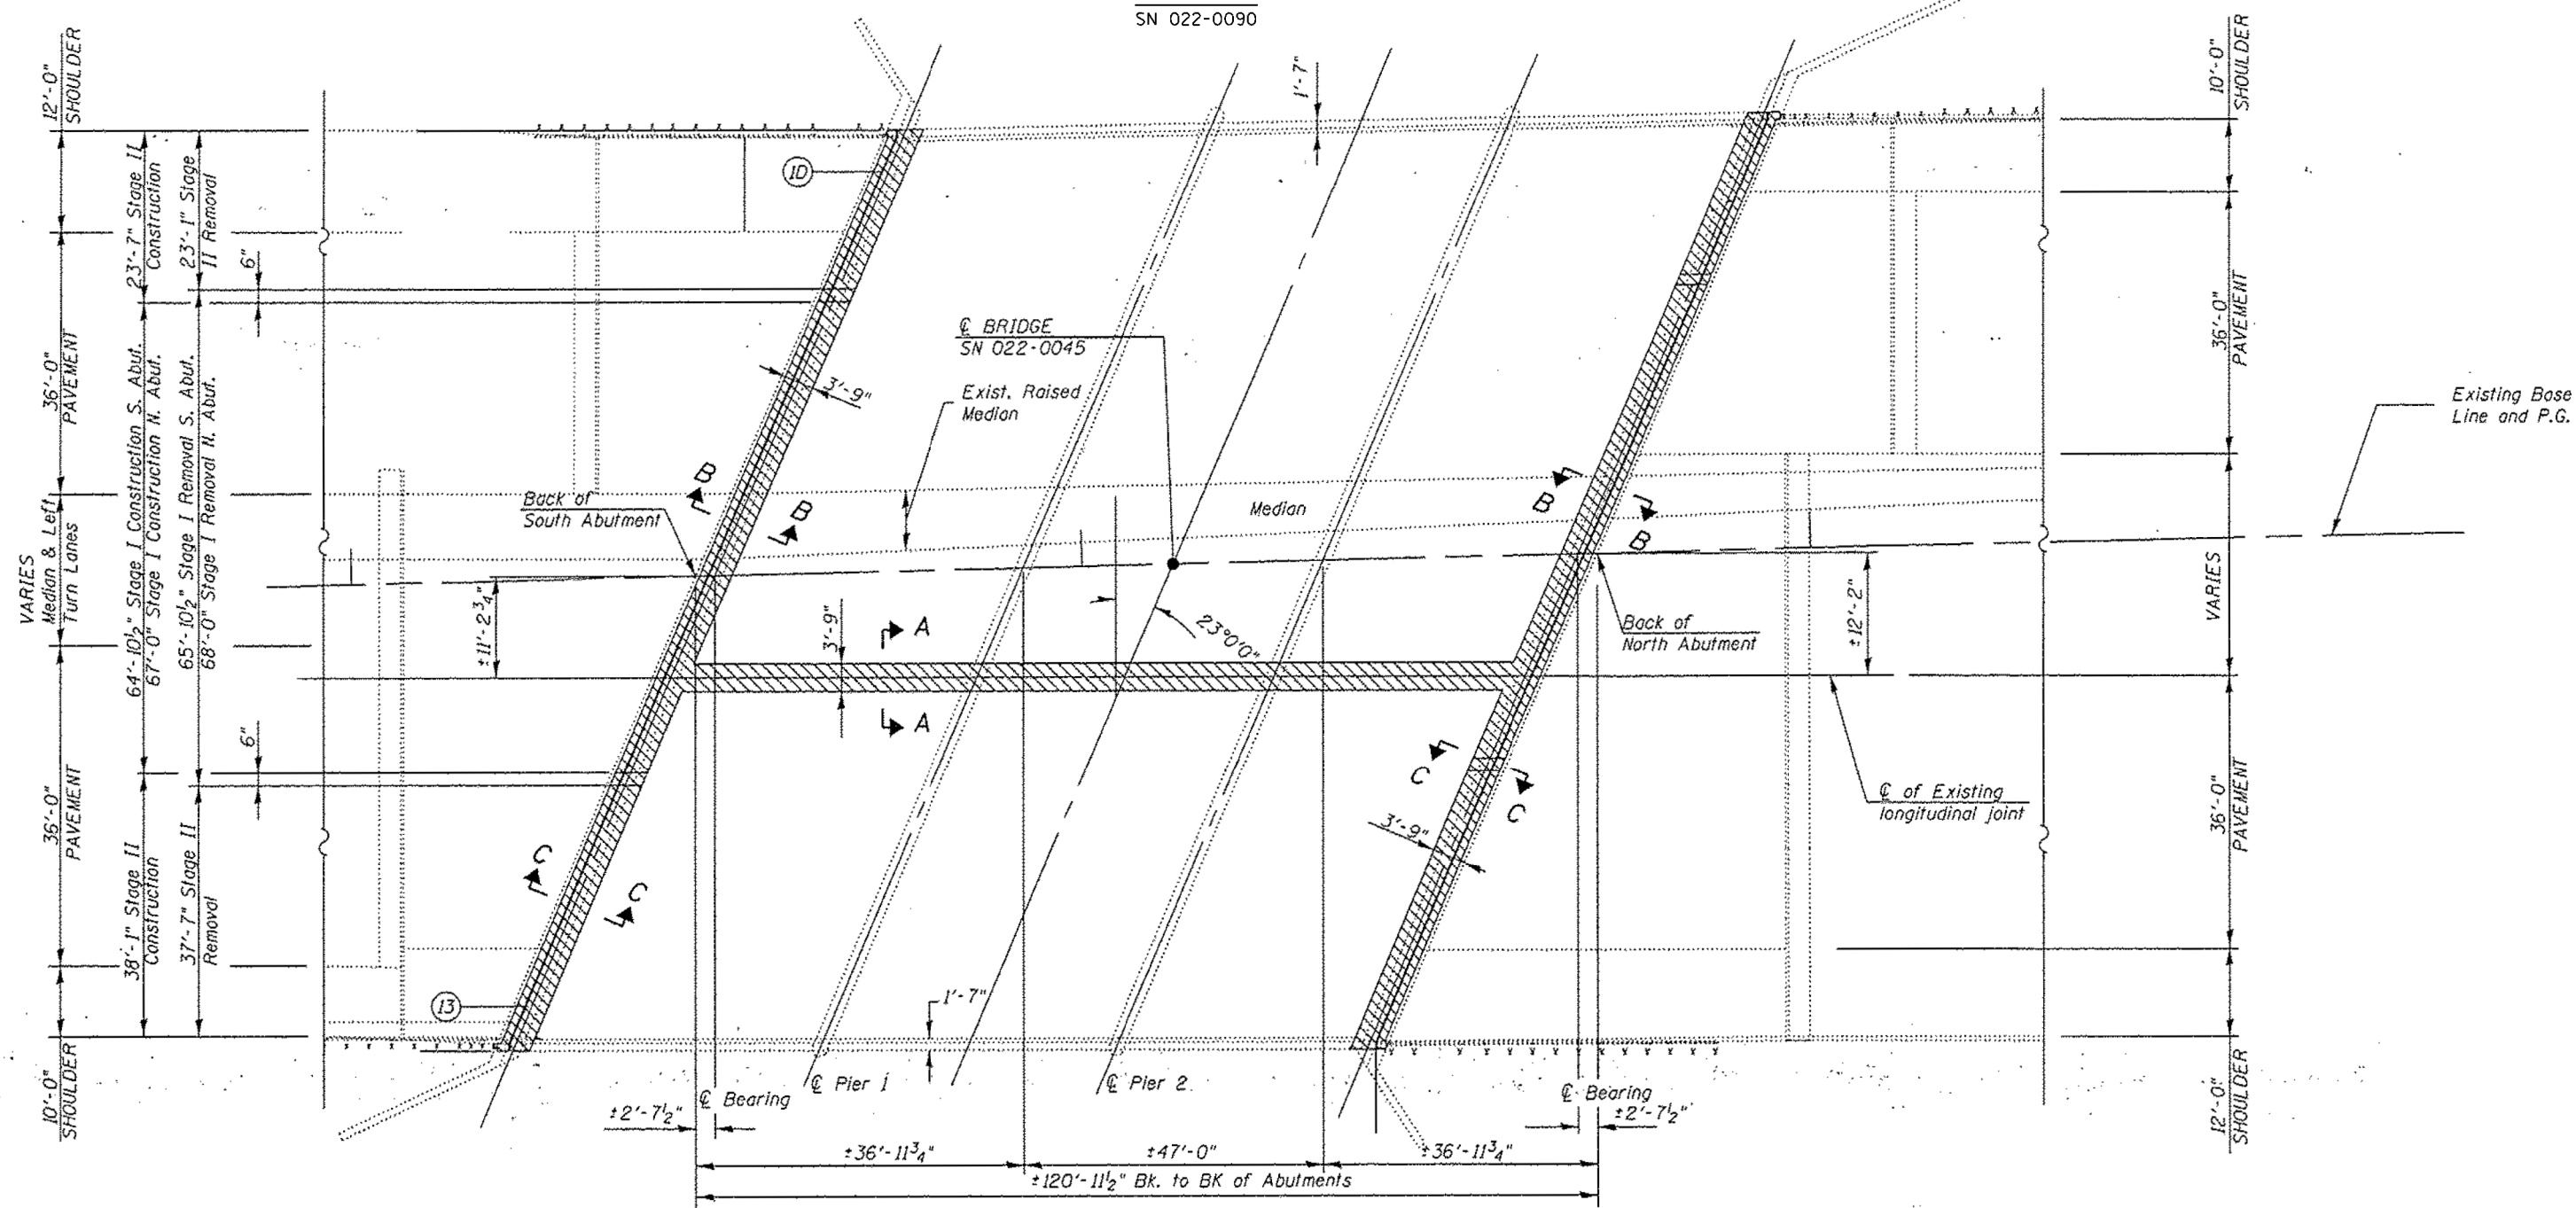 SN 022-0090
12'-0"
SHOULDER
36'-0"
PAVEMENT
VARIES
Median & Left
Turn Lanes
36'-0"
PAVEMENT
10'-0"
SHOULDER
23'-7" Stage II
Construction
23'-1" Stage
II Removal
6"
64'-10½" Stage I Construction S. Abut.
67'-0" Stage I Construction N. Abut.
65'-10½" Stage I Removal S. Abut.
68'-0" Stage I Removal N. Abut.
6"
38'-1" Stage II
Construction
37'-7" Stage II
Removal
1D
1'-7"
℄ BRIDGE
SN 022-0045
3'-9"
Exist. Raised
Median
B
B
Back of
South Abutment
Median
B
B
±11'-2¾"
3'-9"
A
A
23°0'0"
Back of
North Abutment
±12'-2"
C
C
3'-9"
℄ of Existing
longitudinal joint
C
C
13
1'-7"
℄ Pier 1
℄ Pier 2
℄ Bearing
±2'-7½"
℄ Bearing
±2'-7½"
±36'-11¾"
±47'-0"
±36'-11¾"
±120'-11½" Bk. to BK of Abutments
10'-0"
SHOULDER
36'-0"
PAVEMENT
Existing Base
Line and P.G.
VARIES
36'-0"
PAVEMENT
12'-0"
SHOULDER